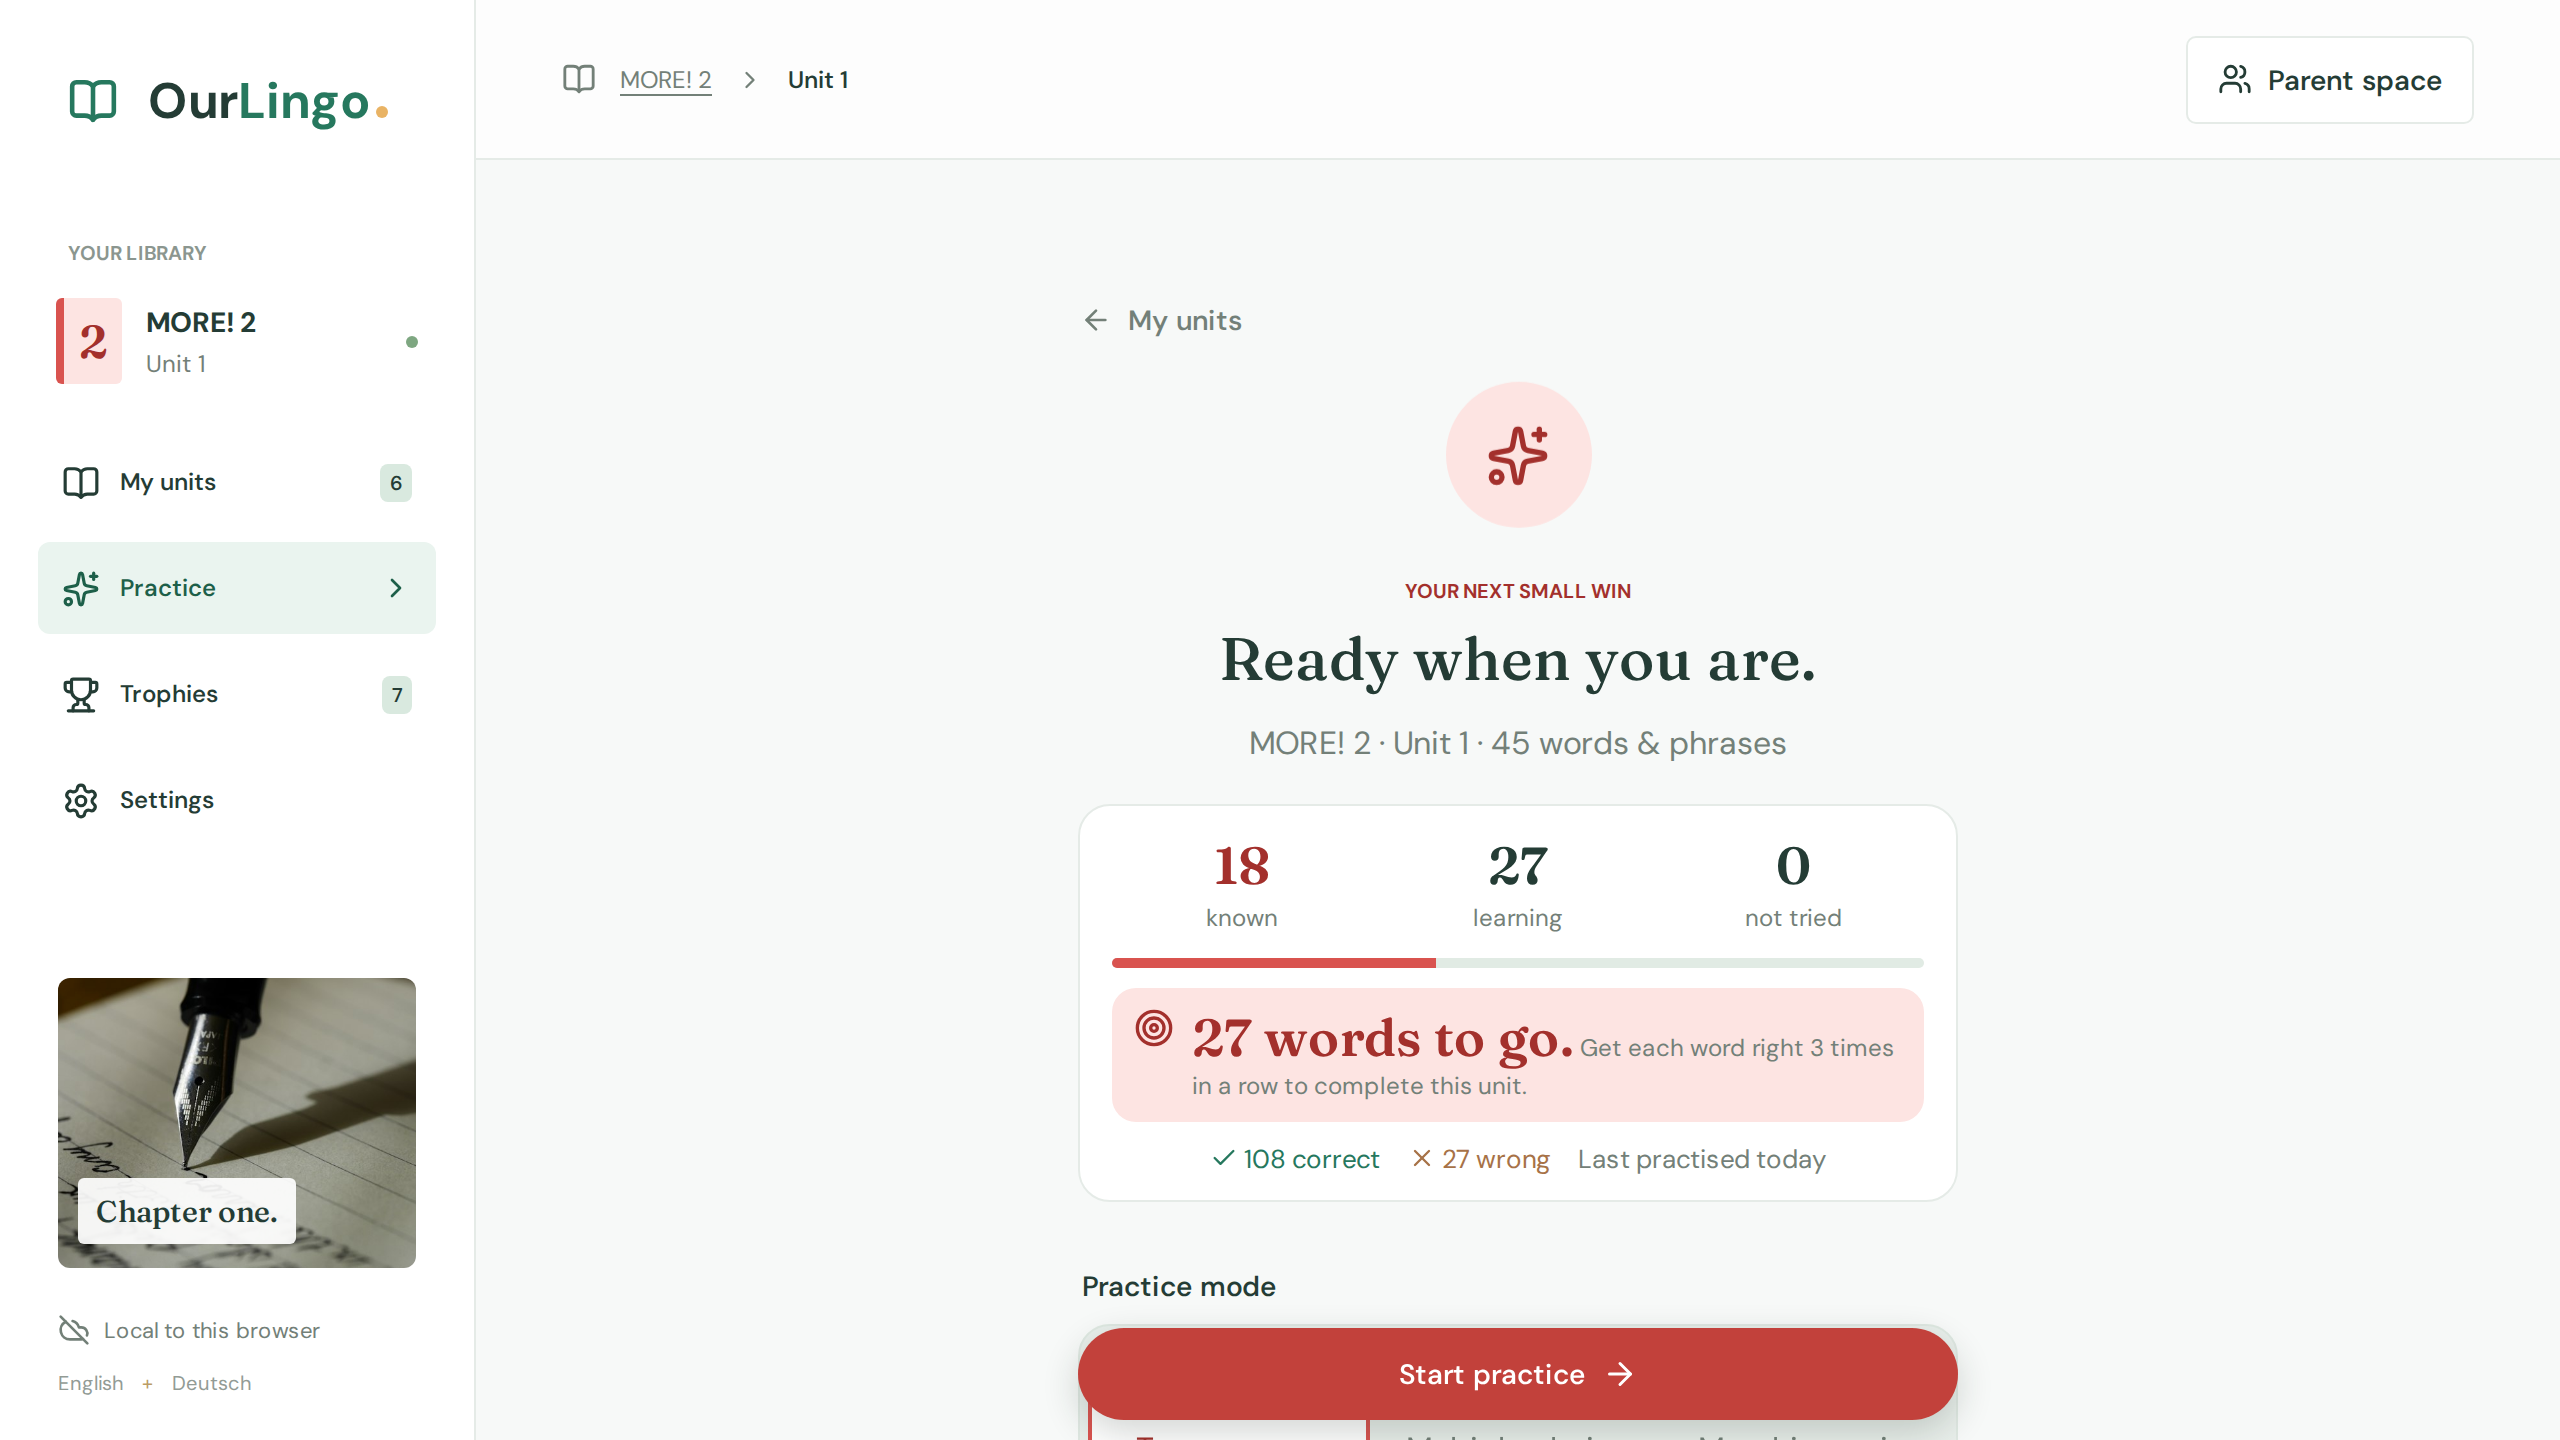 OurLingo.
MORE! 2 > Unit 1
Parent space
YOUR LIBRARY
2
MORE! 2
Unit 1
My units 6
Practice
Trophies 7
Settings
Chapter one.
Local to this browser
English + Deutsch
My units
YOUR NEXT SMALL WIN
Ready when you are.
MORE! 2 · Unit 1 · 45 words & phrases
18 27 0
known learning not tried
27 words to go. Get each word right 3 times
in a row to complete this unit.
108 correct 27 wrong Last practised today
Practice mode
Start practice